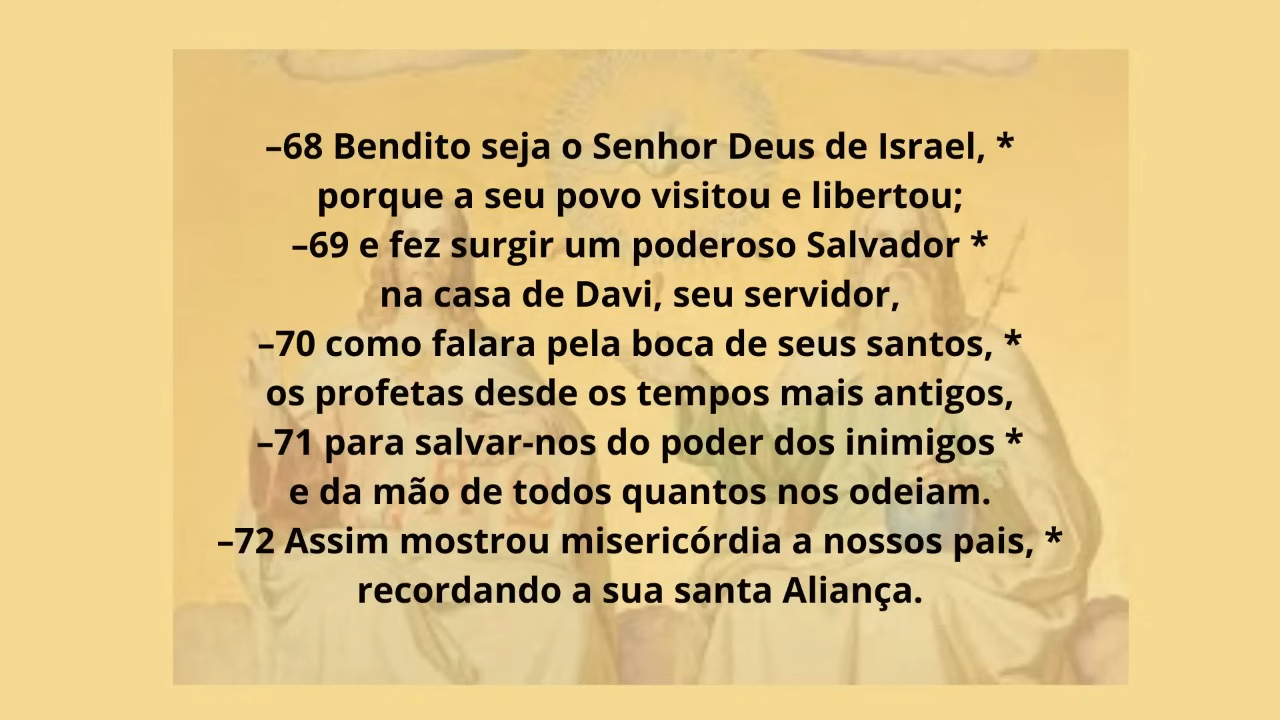 –68 Bendito seja o Senhor Deus de Israel, *
porque a seu povo visitou e libertou;
–69 e fez surgir um poderoso Salvador *
na casa de Davi, seu servidor,
–70 como falara pela boca de seus santos, *
os profetas desde os tempos mais antigos,
–71 para salvar-nos do poder dos inimigos *
e da mão de todos quantos nos odeiam.
–72 Assim mostrou misericórdia a nossos pais, *
recordando a sua santa Aliança.